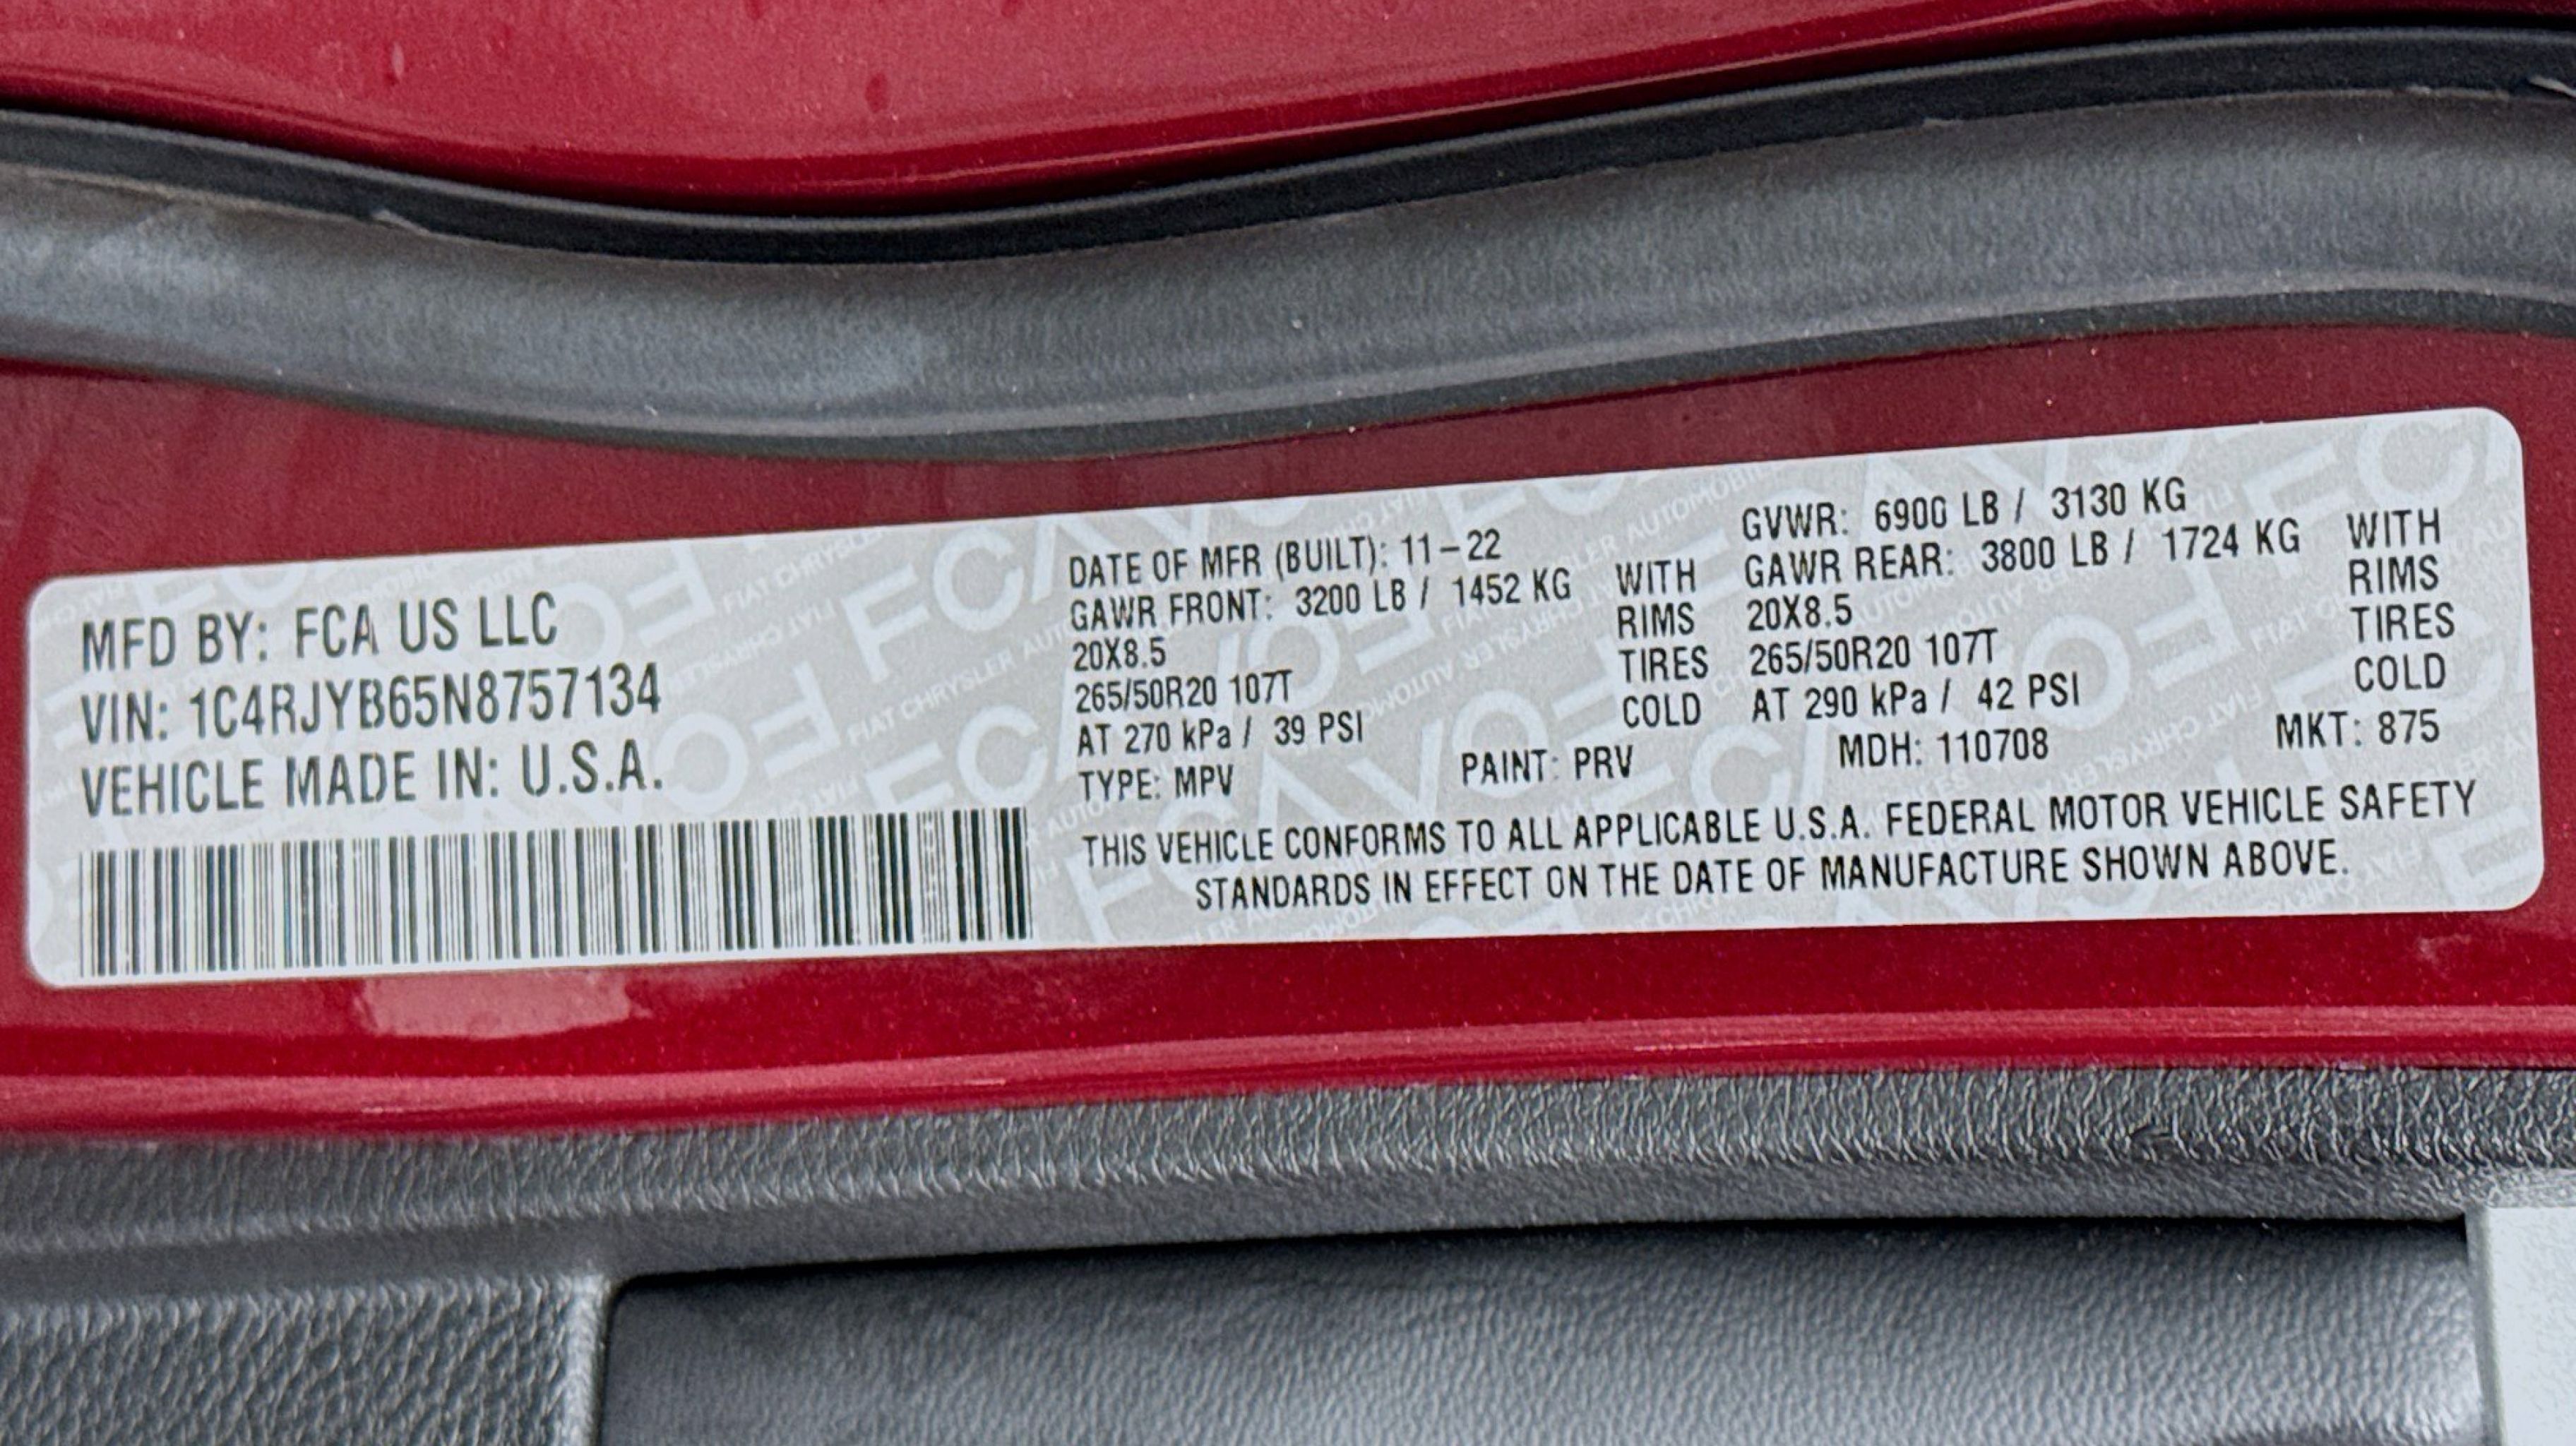 MFD BY: FCA US LLC
VIN: 1C4RJYB65N8757134
VEHICLE MADE IN: U.S.A.
DATE OF MFR (BUILT): 11-22
GAWR FRONT: 3200 LB / 1452 KG WITH
20X8.5 RIMS
265/50R20 107T TIRES
AT 270 kPa / 39 PSI COLD
TYPE: MPV
GVWR: 6900 LB / 3130 KG
GAWR REAR: 3800 LB / 1724 KG WITH
20X8.5 RIMS
265/50R20 107T TIRES
AT 290 kPa / 42 PSI COLD
PAINT: PRV MDH: 110708 MKT: 875
THIS VEHICLE CONFORMS TO ALL APPLICABLE U.S.A. FEDERAL MOTOR VEHICLE SAFETY
STANDARDS IN EFFECT ON THE DATE OF MANUFACTURE SHOWN ABOVE.